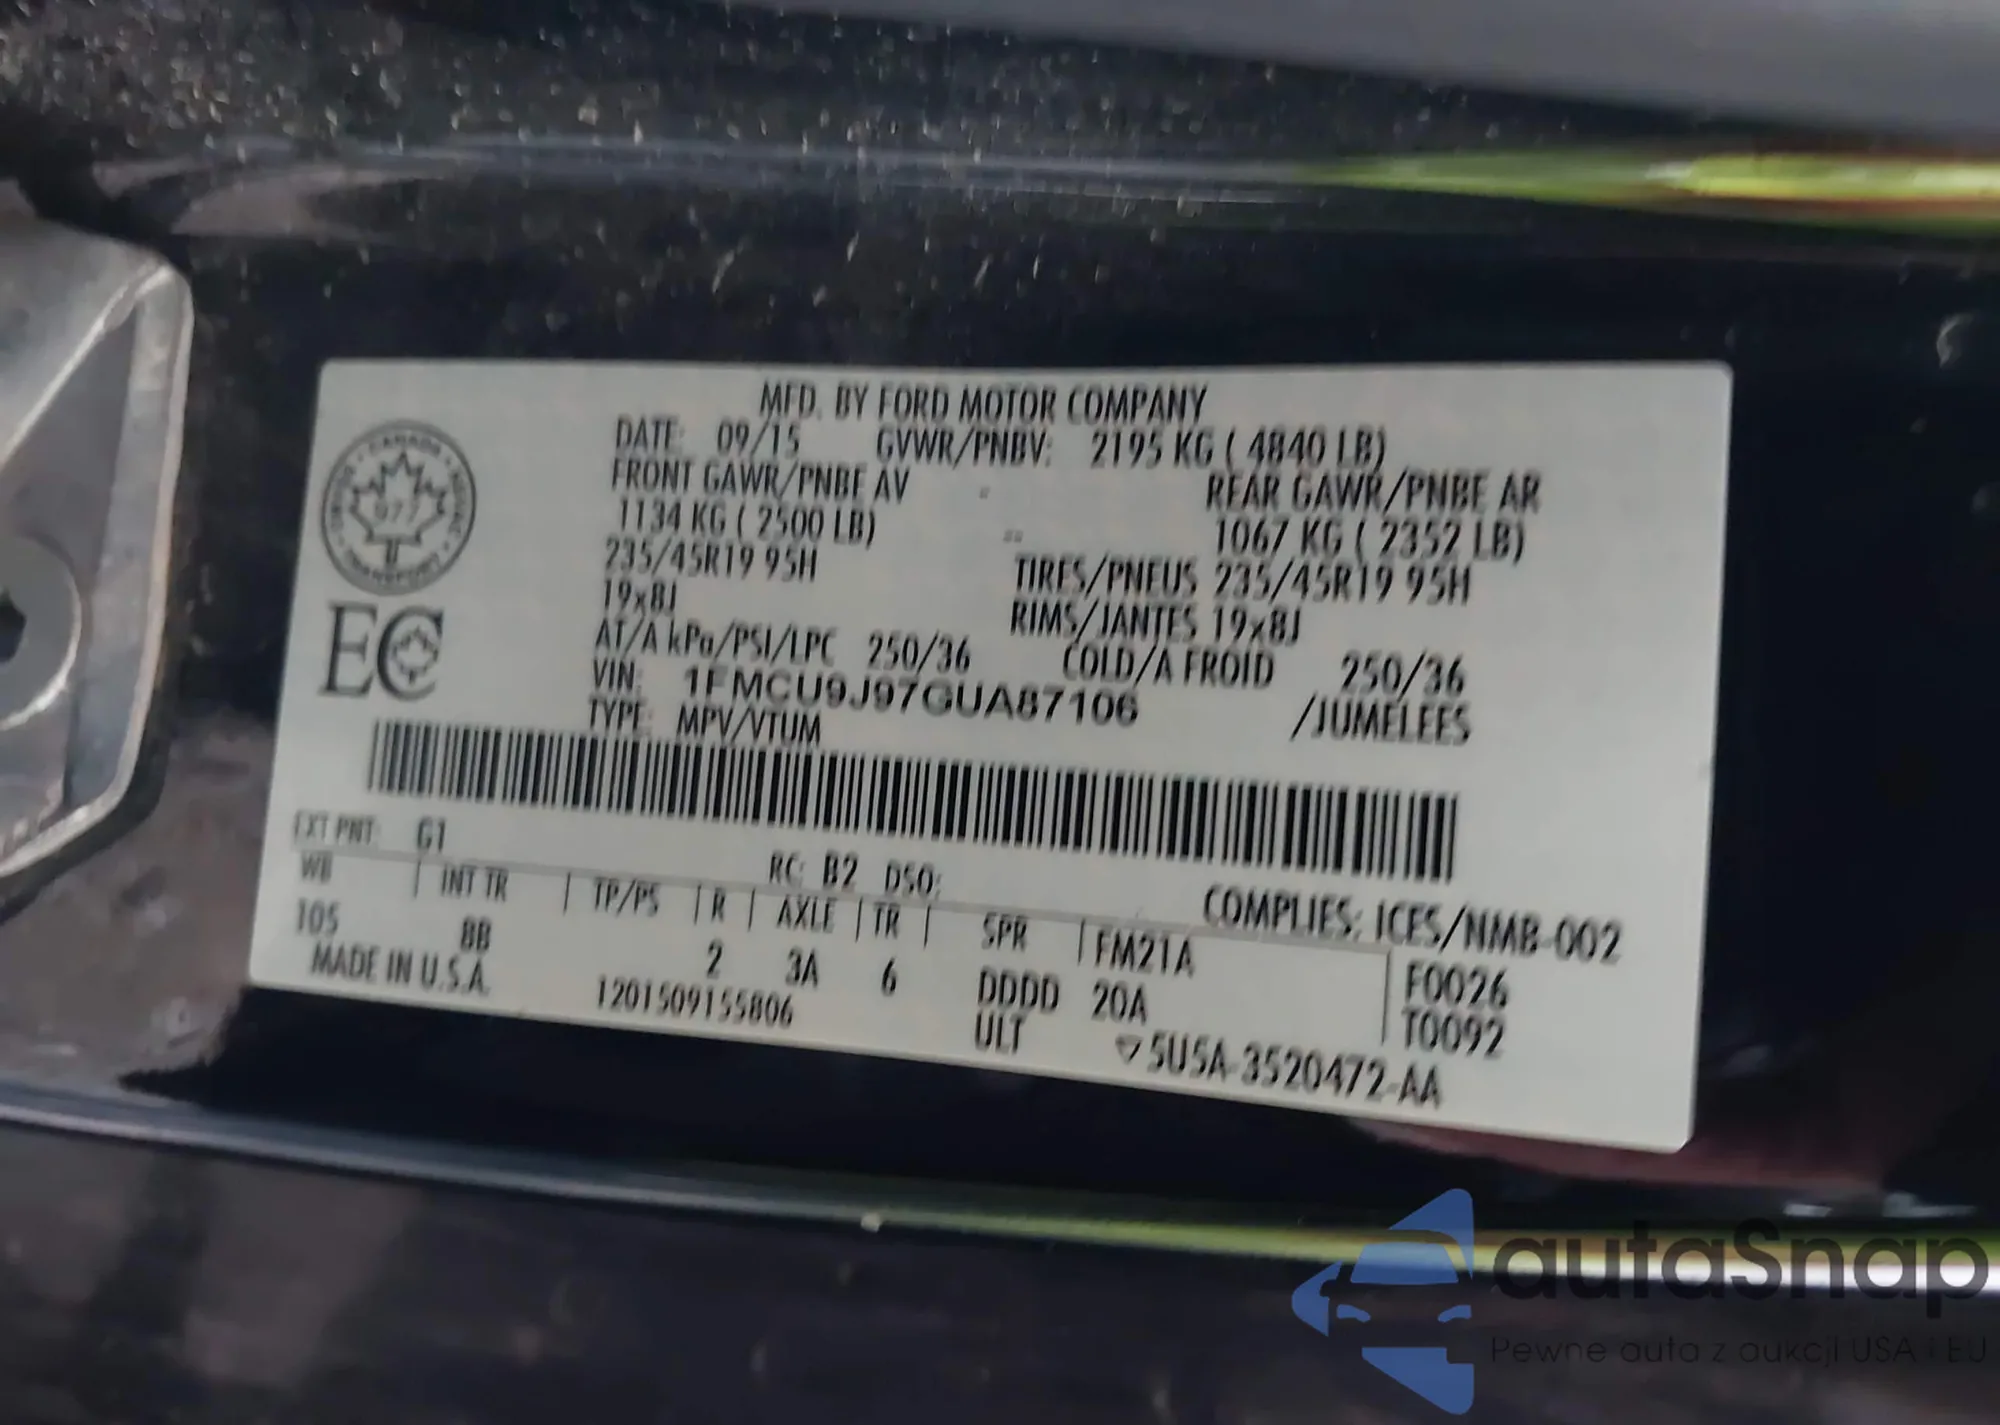 MFD. BY FORD MOTOR COMPANY
DATE: 09/15 GVWR/PNBV: 2195 KG ( 4840 LB)
FRONT GAWR/PNBE AV REAR GAWR/PNBE AR
1134 KG ( 2500 LB) 1067 KG ( 2352 LB)
235/45R19 95H TIRES/PNEUS 235/45R19 95H
19x8J RIMS/JANTES 19x8J
AT/A kPa/PSI/LPC 250/36 COLD/A FROID 250/36
VIN: 1FMCU9J97GUA87106 /JUMELEES
TYPE: MPV/VTUM
CANADA
TRANSPORT
977
EC
EXT PNT: G1 RC: B2 DSO:
COMPLIES: ICES/NMB-002
WB INT TR TP/PS R AXLE TR SPR FM21A F0026
105 BB 2 3A 6 DDDD 20A T0092
MADE IN U.S.A. 1201509155806 ULT 5U5A-3520472-AA
autaSnap
Pewne auta z aukcji USA i EU